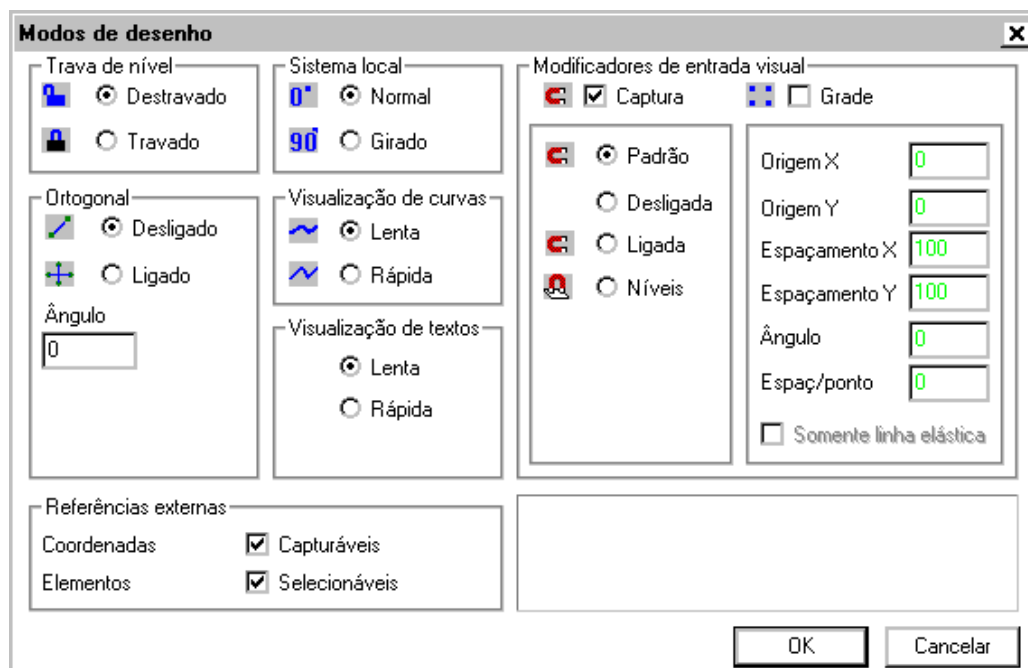 Modos de desenho
Trava de nível
Destravado
Travado
Sistema local
0°
Normal
90°
Girado
Modificadores de entrada visual
Captura
Grade
Padrão
Desligada
Ligada
Níveis
Origem X
0
Origem Y
0
Espaçamento X
100
Espaçamento Y
100
Ângulo
0
Espaç/ponto
0
Somente linha elástica
Ortogonal
Desligado
Ligado
Ângulo
0
Visualização de curvas
Lenta
Rápida
Visualização de textos
Lenta
Rápida
Referências externas
Coordenadas
Capturáveis
Elementos
Selecionáveis
OK
Cancelar